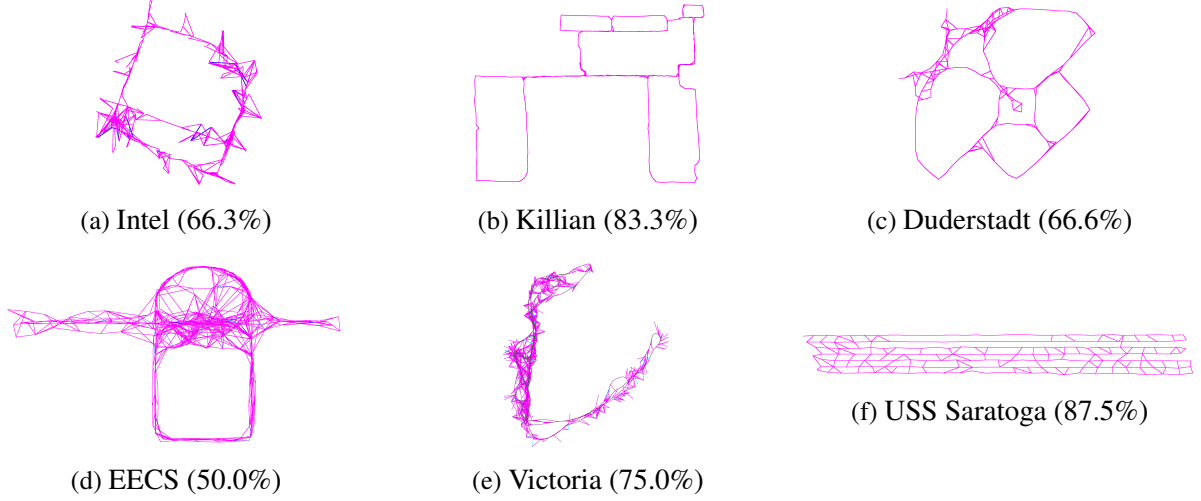 (a) Intel (66.3%)
(b) Killian (83.3%)
(c) Duderstadt (66.6%)
(d) EECS (50.0%)
(e) Victoria (75.0%)
(f) USS Saratoga (87.5%)